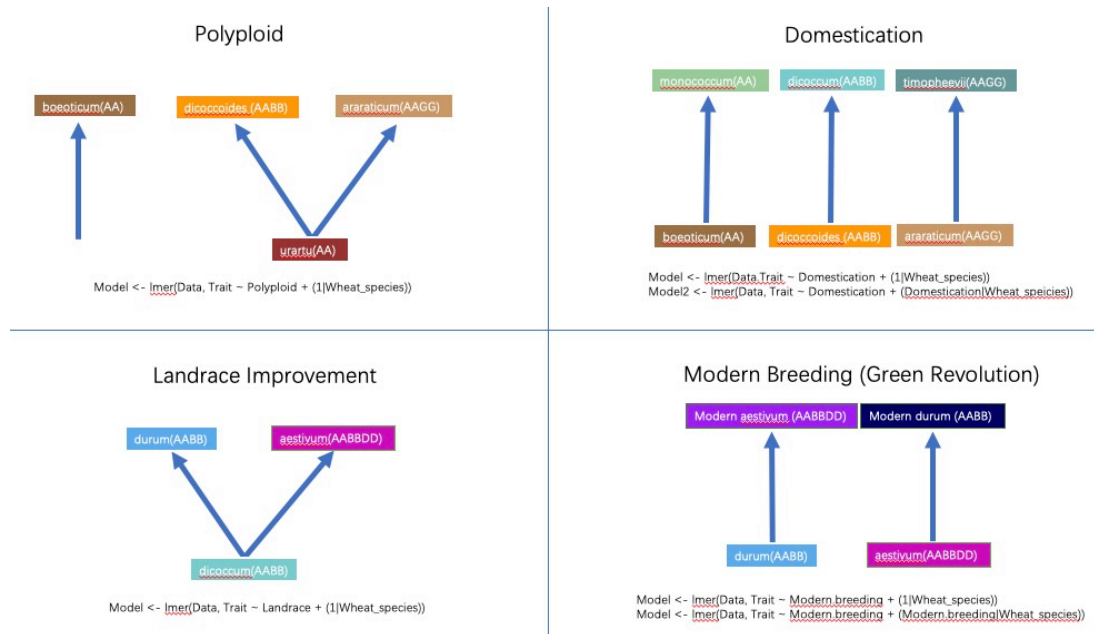 Polyploid
boeoticum(AA)
dicoccoides (AABB)
araraticum(AAGG)
urartu(AA)
Model <- lmer(Data, Trait ~ Polyploid + (1|Wheat_species))
Domestication
monococcum(AA)
dicoccum(AABB)
timopheevii(AAGG)
boeoticum(AA)
dicoccoides (AABB)
araraticum(AAGG)
Model <- lmer(Data.Trait ~ Domestication + (1|Wheat_species))
Model2 <- lmer(Data, Trait ~ Domestication + (Domestication|Wheat_speicies))
Landrace Improvement
durum(AABB)
aestivum(AABBDD)
dicoccum(AABB)
Model <- lmer(Data, Trait ~ Landrace + (1|Wheat_species))
Modern Breeding (Green Revolution)
Modern aestivum (AABBDD)
Modern durum (AABB)
durum(AABB)
aestivum(AABBDD)
Model <- lmer(Data, Trait ~ Modern.breeding + (1|Wheat_species))
Model <- lmer(Data, Trait ~ Modern.breeding + (Modern.breeding|Wheat_species))